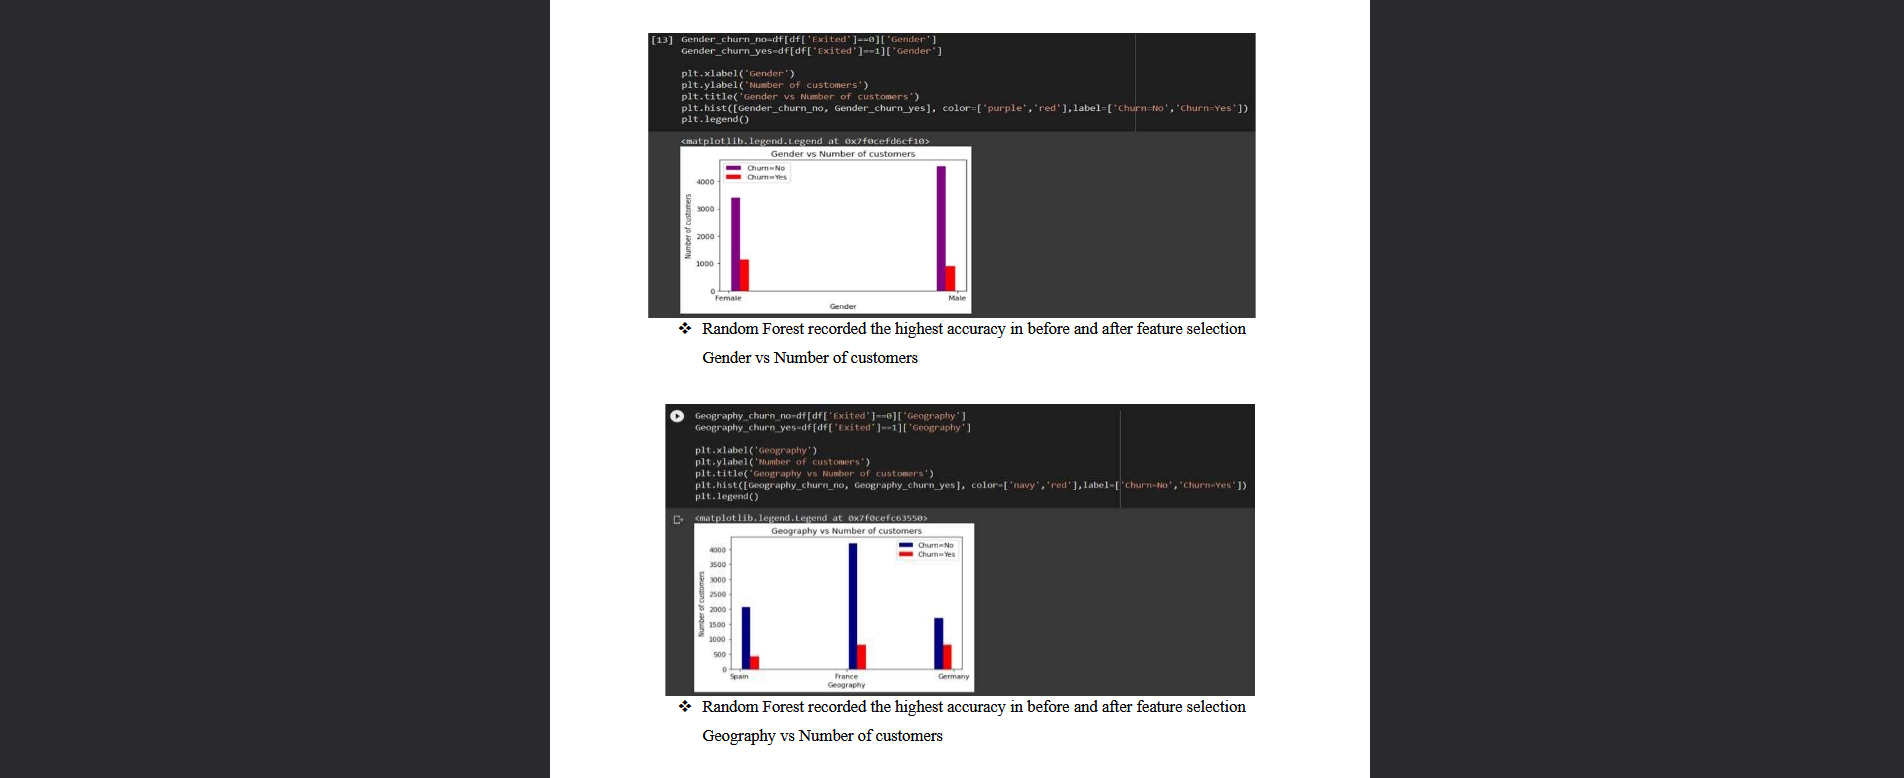 [13] Gender_churn_no=df[df['Exited']==0]['Gender']
Gender_churn_yes=df[df['Exited']==1]['Gender']
plt.xlabel('Gender')
plt.ylabel('Number of customers')
plt.title('Gender vs Number of customers')
plt.hist([Gender_churn_no, Gender_churn_yes], color=['purple','red'],label=['Churn=No','Churn=Yes'])
plt.legend()
<matplotlib.legend.Legend at 0x7f0cefd6cf10>
Gender vs Number of customers
Churn=No
Churn=Yes
Number of customers
4000
3000
2000
1000
0
Female Male
Gender
❖ Random Forest recorded the highest accuracy in before and after feature selection
Gender vs Number of customers
Geography_churn_no=df[df['Exited']==0]['Geography']
Geography_churn_yes=df[df['Exited']==1]['Geography']
plt.xlabel('Geography')
plt.ylabel('Number of customers')
plt.title('Geography vs Number of customers')
plt.hist([Geography_churn_no, Geography_churn_yes], color=['navy','red'],label=['Churn=No','Churn=Yes'])
plt.legend()
<matplotlib.legend.Legend at 0x7f0cefc63550>
Geography vs Number of customers
Churn=No
Churn=Yes
Number of customers
4000
3500
3000
2500
2000
1500
1000
500
0
Spain France Germany
Geography
❖ Random Forest recorded the highest accuracy in before and after feature selection
Geography vs Number of customers